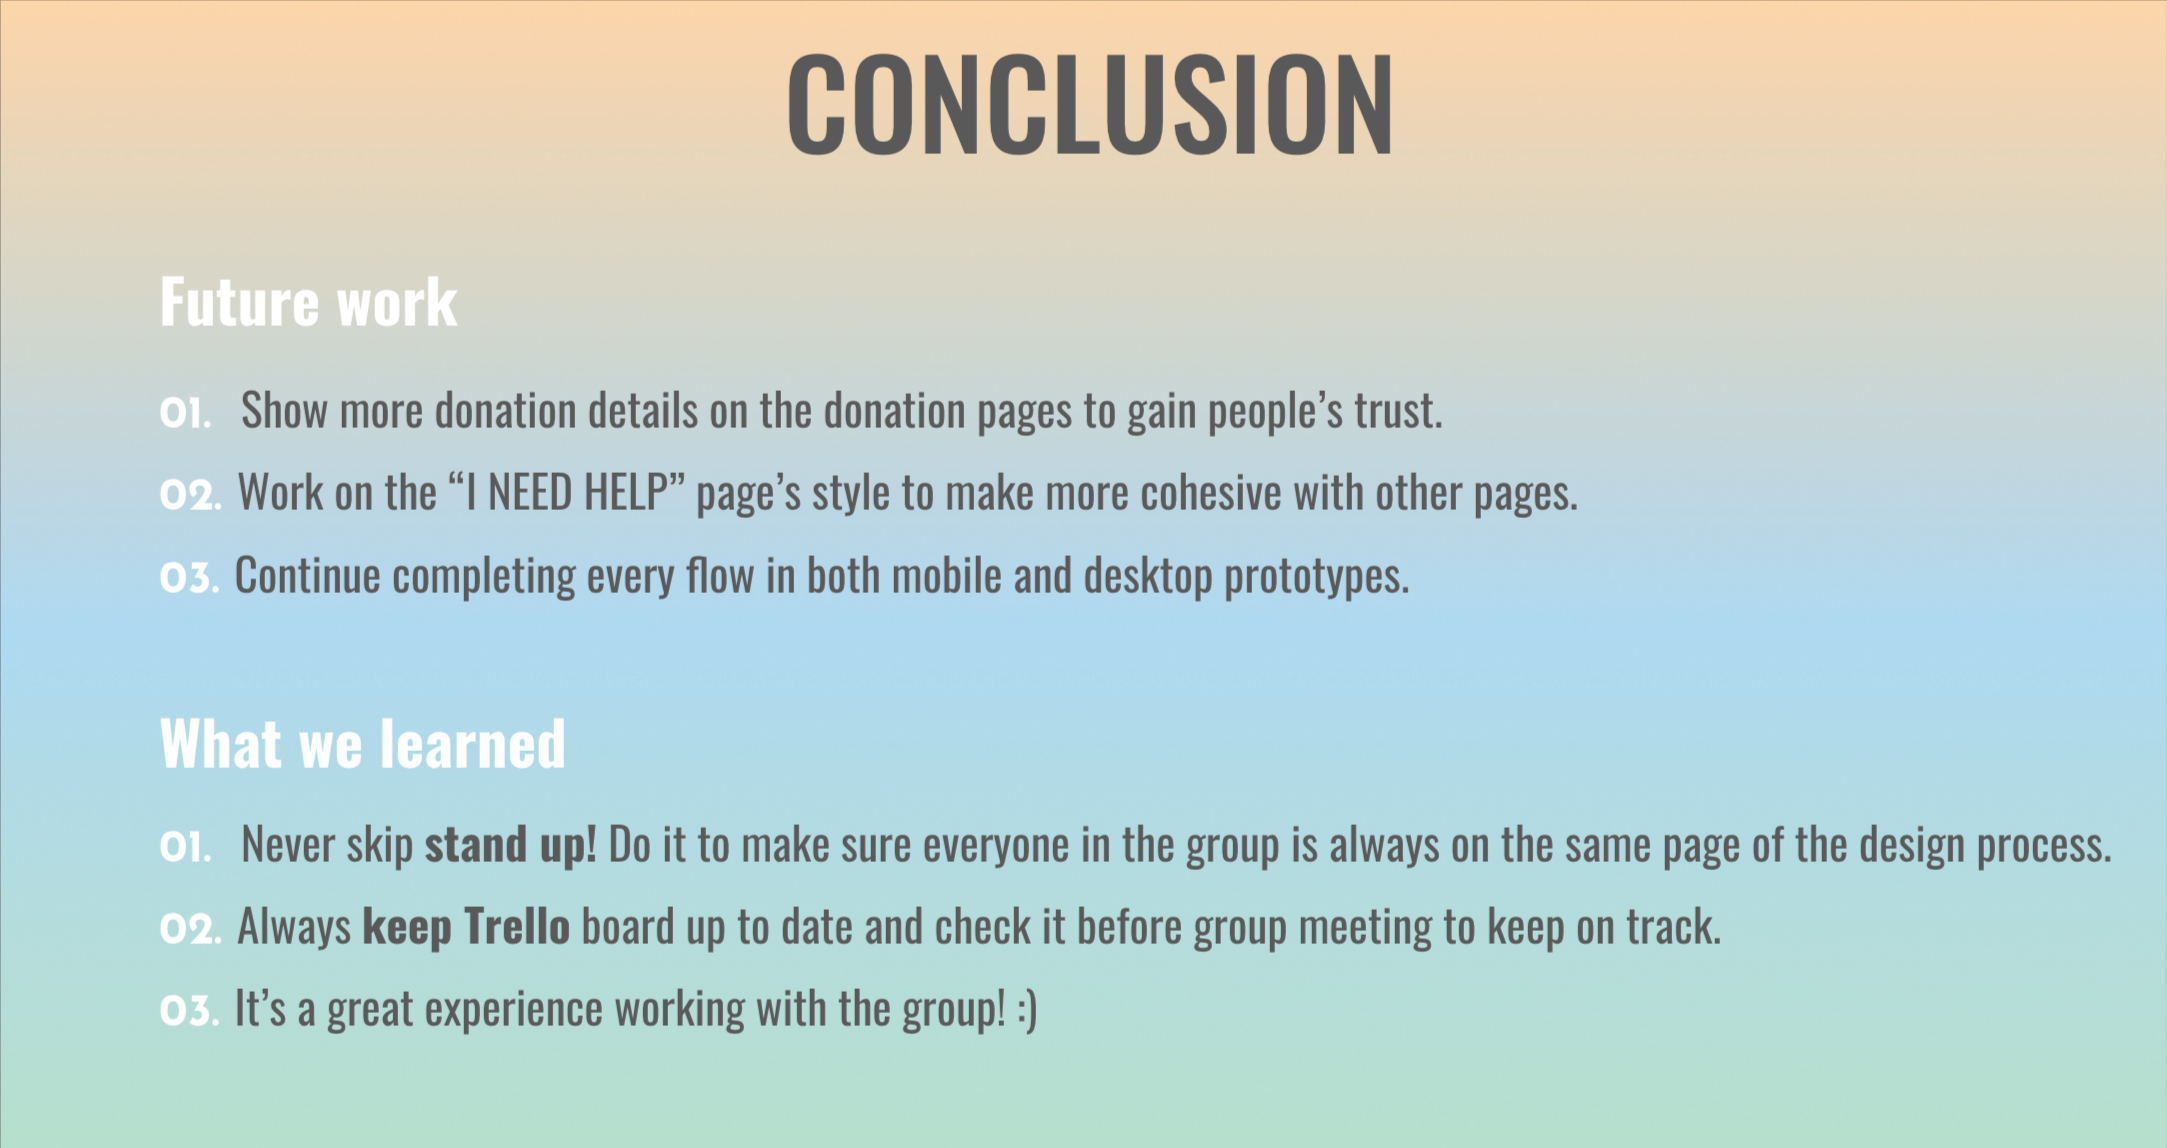 CONCLUSION
Future work
01. Show more donation details on the donation pages to gain people’s trust.
02. Work on the “I NEED HELP” page’s style to make more cohesive with other pages.
03. Continue completing every flow in both mobile and desktop prototypes.
What we learned
01. Never skip stand up! Do it to make sure everyone in the group is always on the same page of the design process.
02. Always keep Trello board up to date and check it before group meeting to keep on track.
03. It’s a great experience working with the group! :)